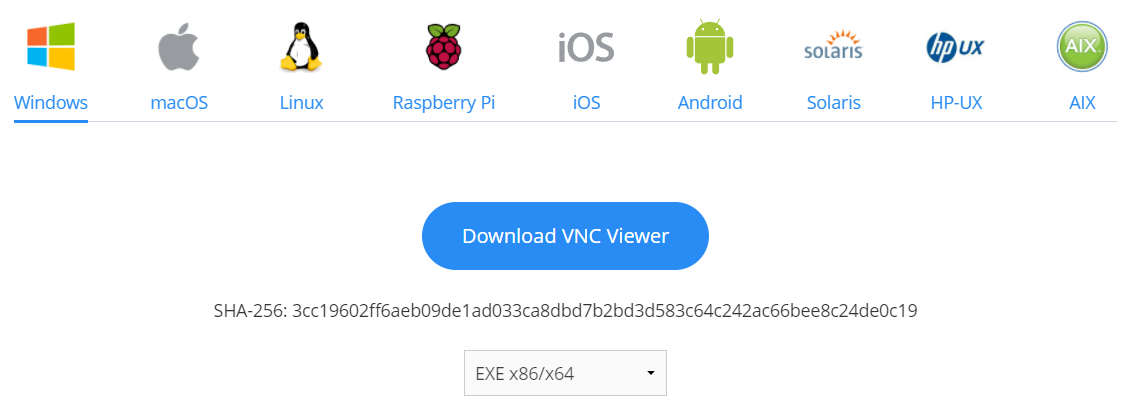 iOS solaris hp UX AIX
Windows macOS Linux Raspberry Pi iOS Android Solaris HP-UX AIX
Download VNC Viewer
SHA-256: 3cc19602ff6aeb09de1ad033ca8dbd7b2bd3d583c64c242ac66bee8c24de0c19
EXE x86/x64